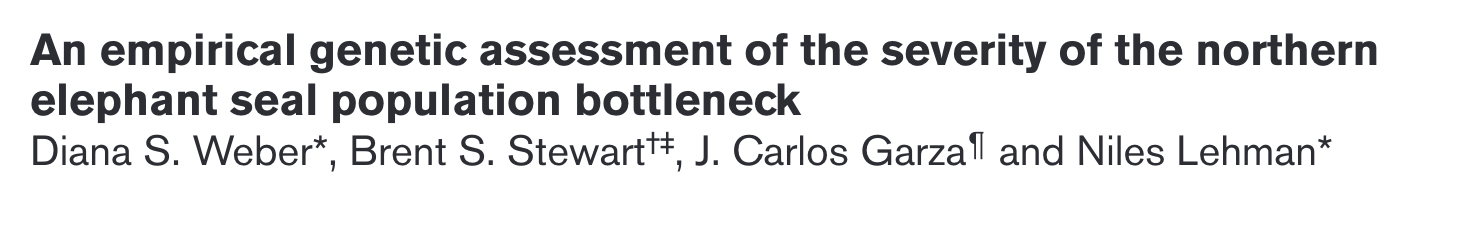 An empirical genetic assessment of the severity of the northern
elephant seal population bottleneck
Diana S. Weber*, Brent S. Stewart†‡, J. Carlos Garza¶ and Niles Lehman*